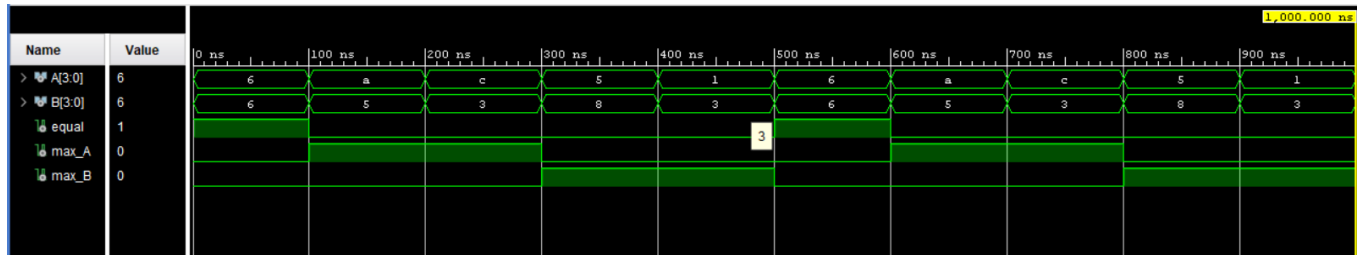 1,000.000 ns
Name Value 0 ns 100 ns 200 ns 300 ns 400 ns 500 ns 600 ns 700 ns 800 ns 900 ns
> A[3:0] 6 6 a c 5 1 6 a c 5 1
> B[3:0] 6 6 5 3 8 3 6 5 3 8 3
equal 1 3
max_A 0
max_B 0